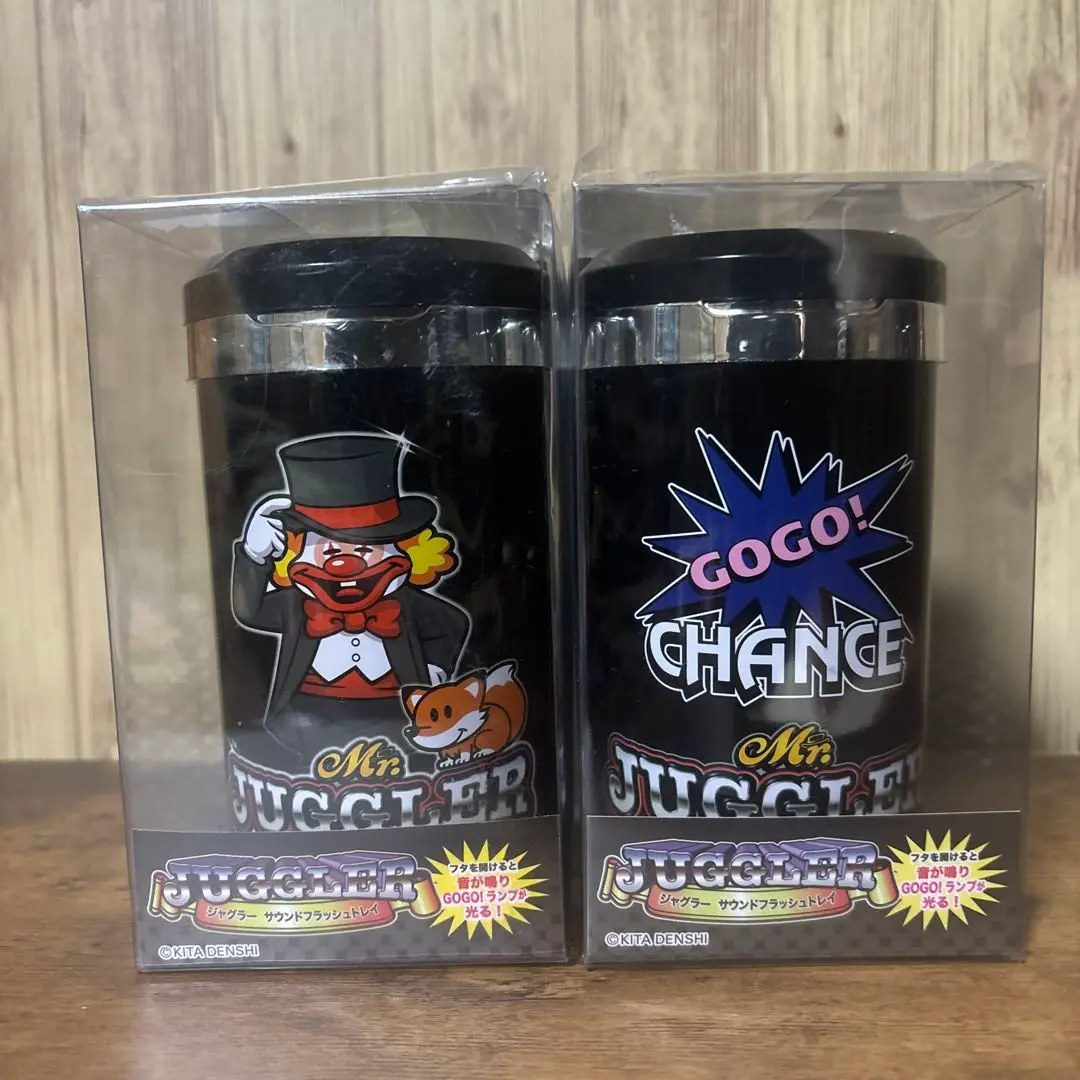 Mr.
JUGGLER
JUGGLER
ジャグラー サウンドフラッシュトレイ
フタを開けると
音が鳴り
GOGO!ランプが
光る!
©KITA DENSHI
GOGO!
CHANCE
Mr.
JUGGLER
JUGGLER
ジャグラー サウンドフラッシュトレイ
フタを開けると
音が鳴り
GOGO!ランプが
光る!
©KITA DENSHI